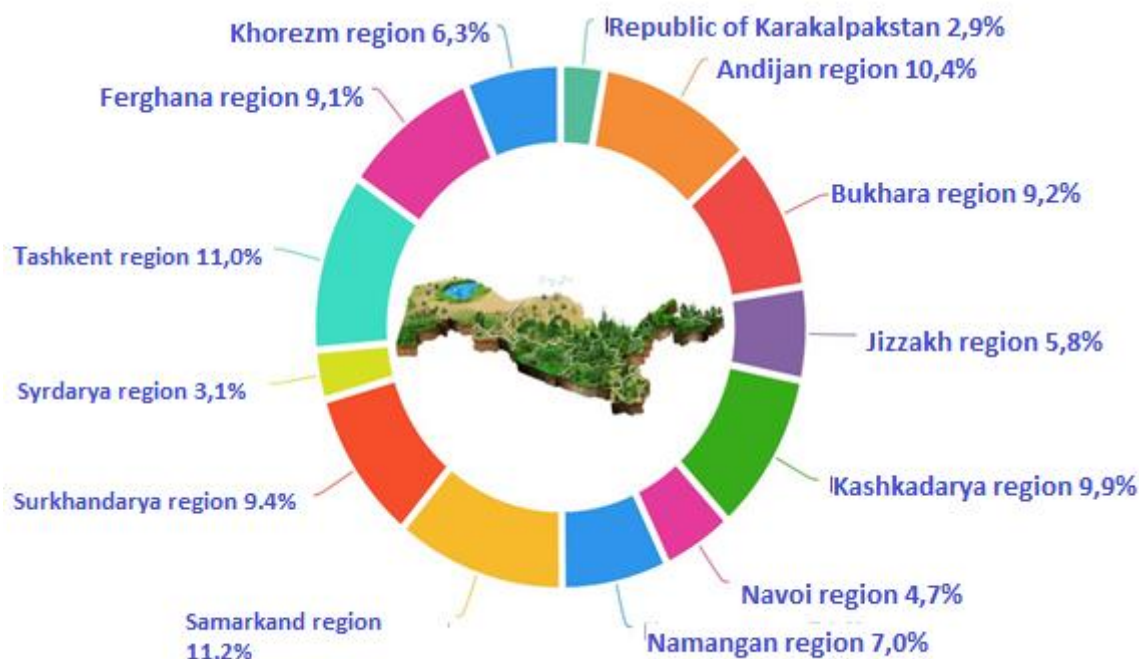 Khorezm region 6,3%
Republic of Karakalpakstan 2,9%
Ferghana region 9,1%
Andijan region 10,4%
Bukhara region 9,2%
Tashkent region 11,0%
Jizzakh region 5,8%
Syrdarya region 3,1%
Kashkadarya region 9,9%
Surkhandarya region 9.4%
Navoi region 4,7%
Samarkand region
11,2%
Namangan region 7,0%